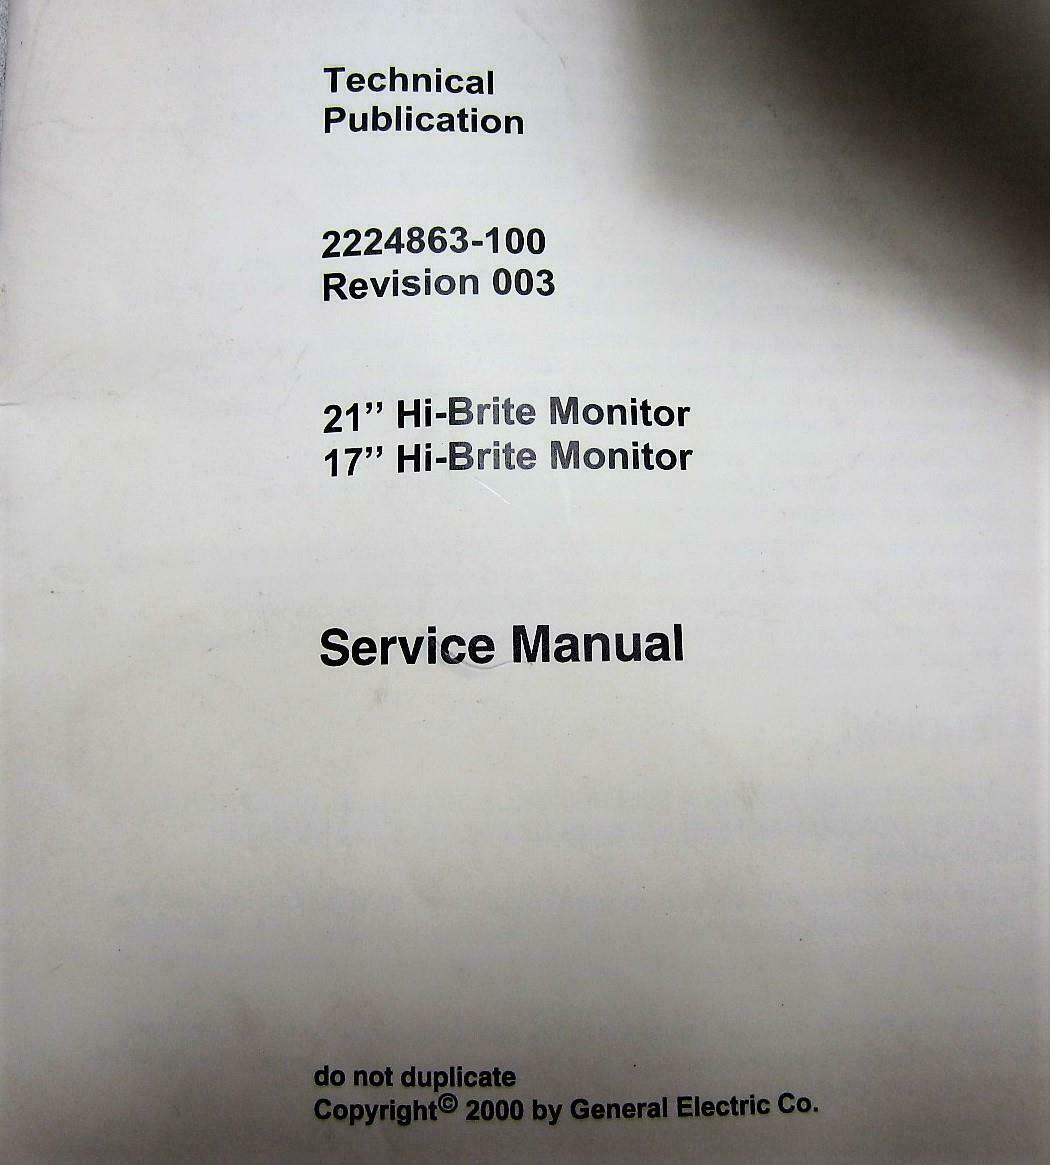 Technical
Publication
2224863-100
Revision 003
21” Hi-Brite Monitor
17” Hi-Brite Monitor
Service Manual
do not duplicate
Copyright© 2000 by General Electric Co.